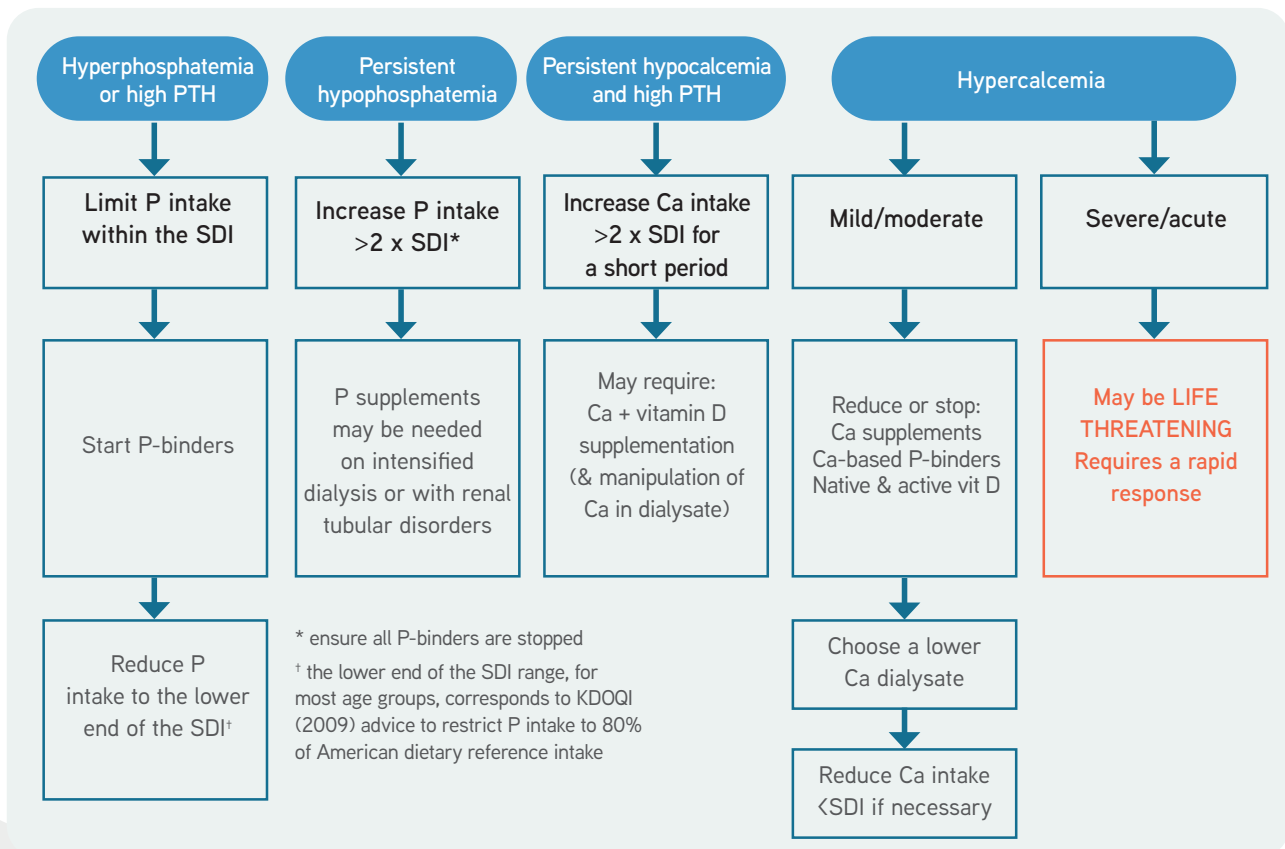 Hyperphosphatemia
or high PTH
Limit P intake
within the SDI
Start P-binders
Reduce P
intake to the lower
end of the SDI†
Persistent
hypophosphatemia
Increase P intake
>2 x SDI*
P supplements
may be needed
on intensified
dialysis or with renal
tubular disorders
Persistent hypocalcemia
and high PTH
Increase Ca intake
>2 x SDI for
a short period
May require:
Ca + vitamin D
supplementation
(& manipulation of
Ca in dialysate)
Hypercalcemia
Mild/moderate
Reduce or stop:
Ca supplements
Ca-based P-binders
Native & active vit D
Choose a lower
Ca dialysate
Reduce Ca intake
<SDI if necessary
Severe/acute
May be LIFE
THREATENING
Requires a rapid
response
* ensure all P-binders are stopped
† the lower end of the SDI range, for
most age groups, corresponds to KDOQI
(2009) advice to restrict P intake to 80%
of American dietary reference intake